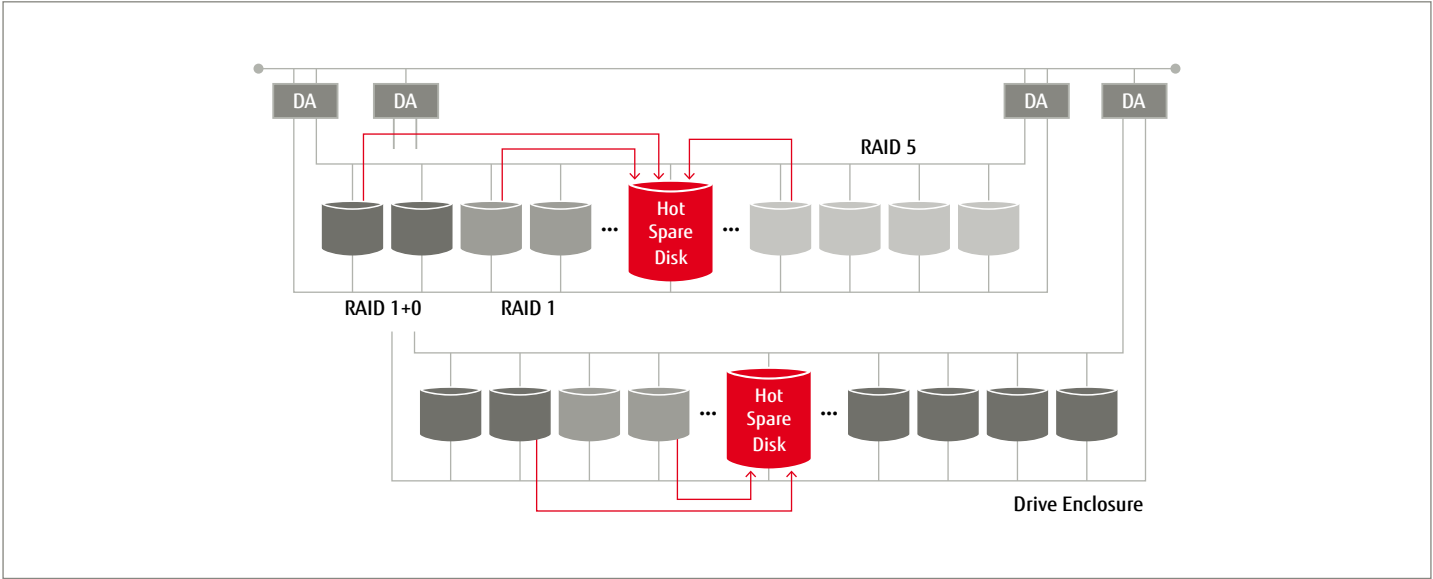 DA
DA
DA
DA
RAID 5
...
Hot
Spare
Disk
...
RAID 1+0
RAID 1
...
Hot
Spare
Disk
...
Drive Enclosure